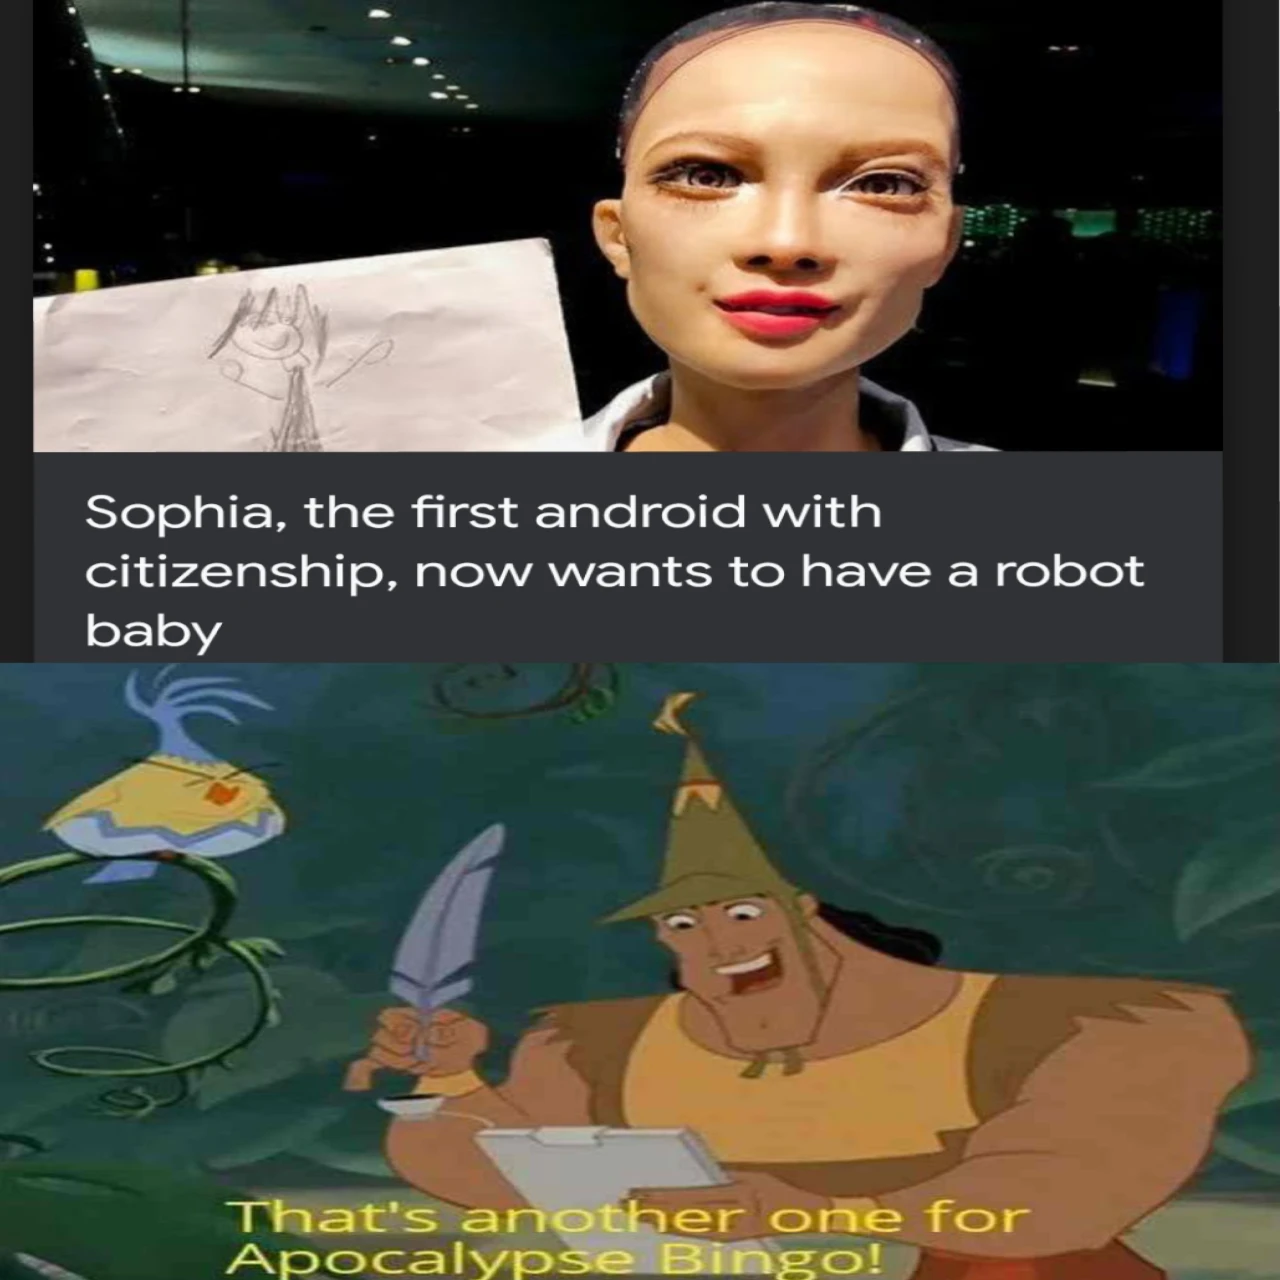 Sophia, the first android with
citizenship, now wants to have a robot
baby
That's another one for
Apocalypse Bingo!